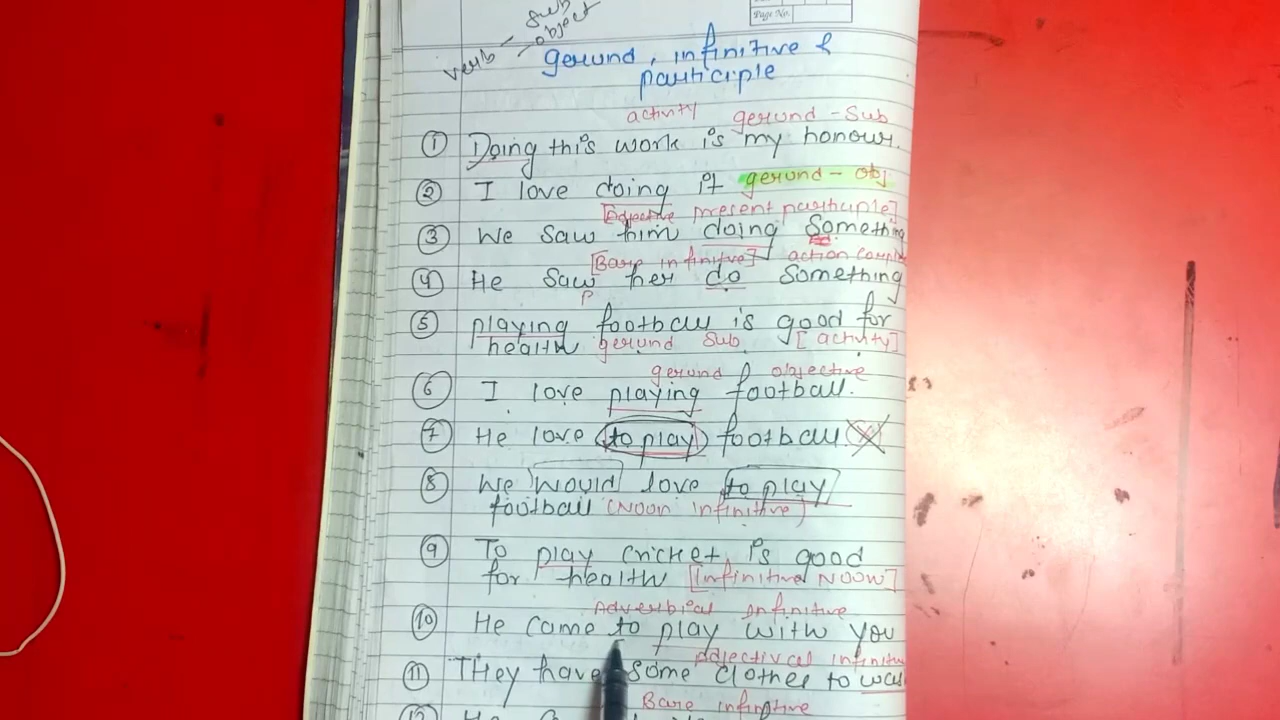 Page No.
sub
verb - object
gerund, infinitive &
participle
activity gerund - Sub
① Doing this work is my honour.
② I love doing it gerund - obj
[Adjective present participle]
③ We saw him doing something
[Bare infinitve] action
④ He saw her do something
P
⑤ playing football is good for
health gerund sub [activity]
gerund objective
⑥ I love playing football.
⑦ He love to play football.
⑧ We would love to play
football (Noun infinitive)
⑨ To play cricket is good
for health [infinitive NOUN]
Adverbial infinitive
⑩ He came to play with you
Adjectival
⑪ They have some clothes to
Bare infinitive
⑫ He